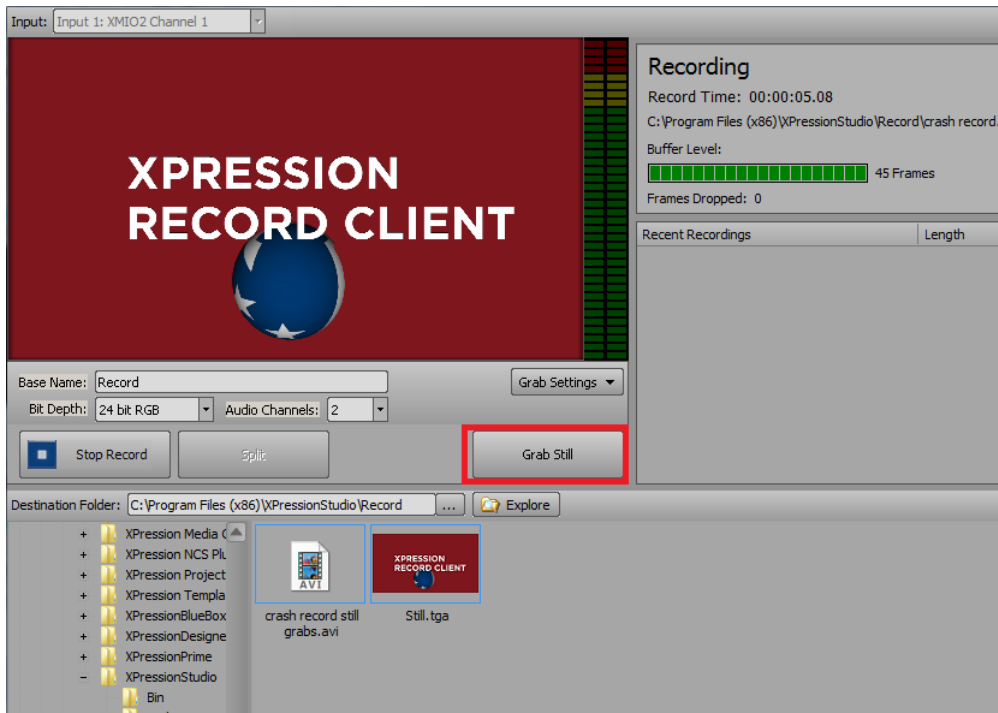 Input: Input 1: XMIO2 Channel 1
XPRESSION
RECORD CLIENT
Recording
Record Time: 00:00:05.08
C:\Program Files (x86)\XPressionStudio\Record\crash record.
Buffer Level:
45 Frames
Frames Dropped: 0
Recent Recordings Length
Base Name: Record
Grab Settings
Bit Depth: 24 bit RGB Audio Channels: 2
Stop Record Split Grab Still
Destination Folder: C:\Program Files (x86)\XPressionStudio\Record ... Explore
XPression Media
XPression NCS Plu
XPression Project
XPression Templa
XPressionBlueBox
XPressionDesigne
XPressionPrime
XPressionStudio
Bin
AVI
crash record still
grabs.avi
XPRESSION
RECORD CLIENT
Still.tga